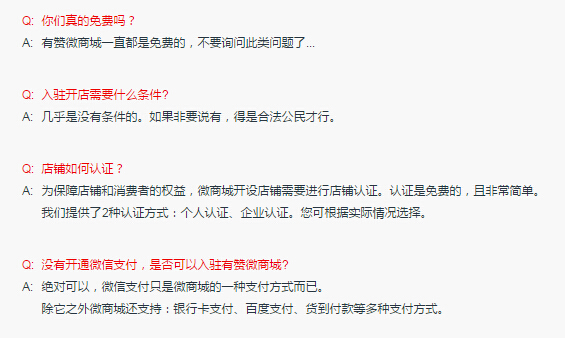 Q: 你们真的免费吗？
A: 有赞微商城一直都是免费的，不要询问此类问题了...
Q: 入驻开店需要什么条件?
A: 几乎是没有条件的。如果非要说有，得是合法公民才行。
Q: 店铺如何认证？
A: 为保障店铺和消费者的权益，微商城开设店铺需要进行店铺认证。认证是免费的，且非常简单。
我们提供了2种认证方式：个人认证、企业认证。您可根据实际情况选择。
Q: 没有开通微信支付，是否可以入驻有赞微商城?
A: 绝对可以，微信支付只是微商城的一种支付方式而已。
除它之外微商城还支持：银行卡支付、百度支付、货到付款等多种支付方式。